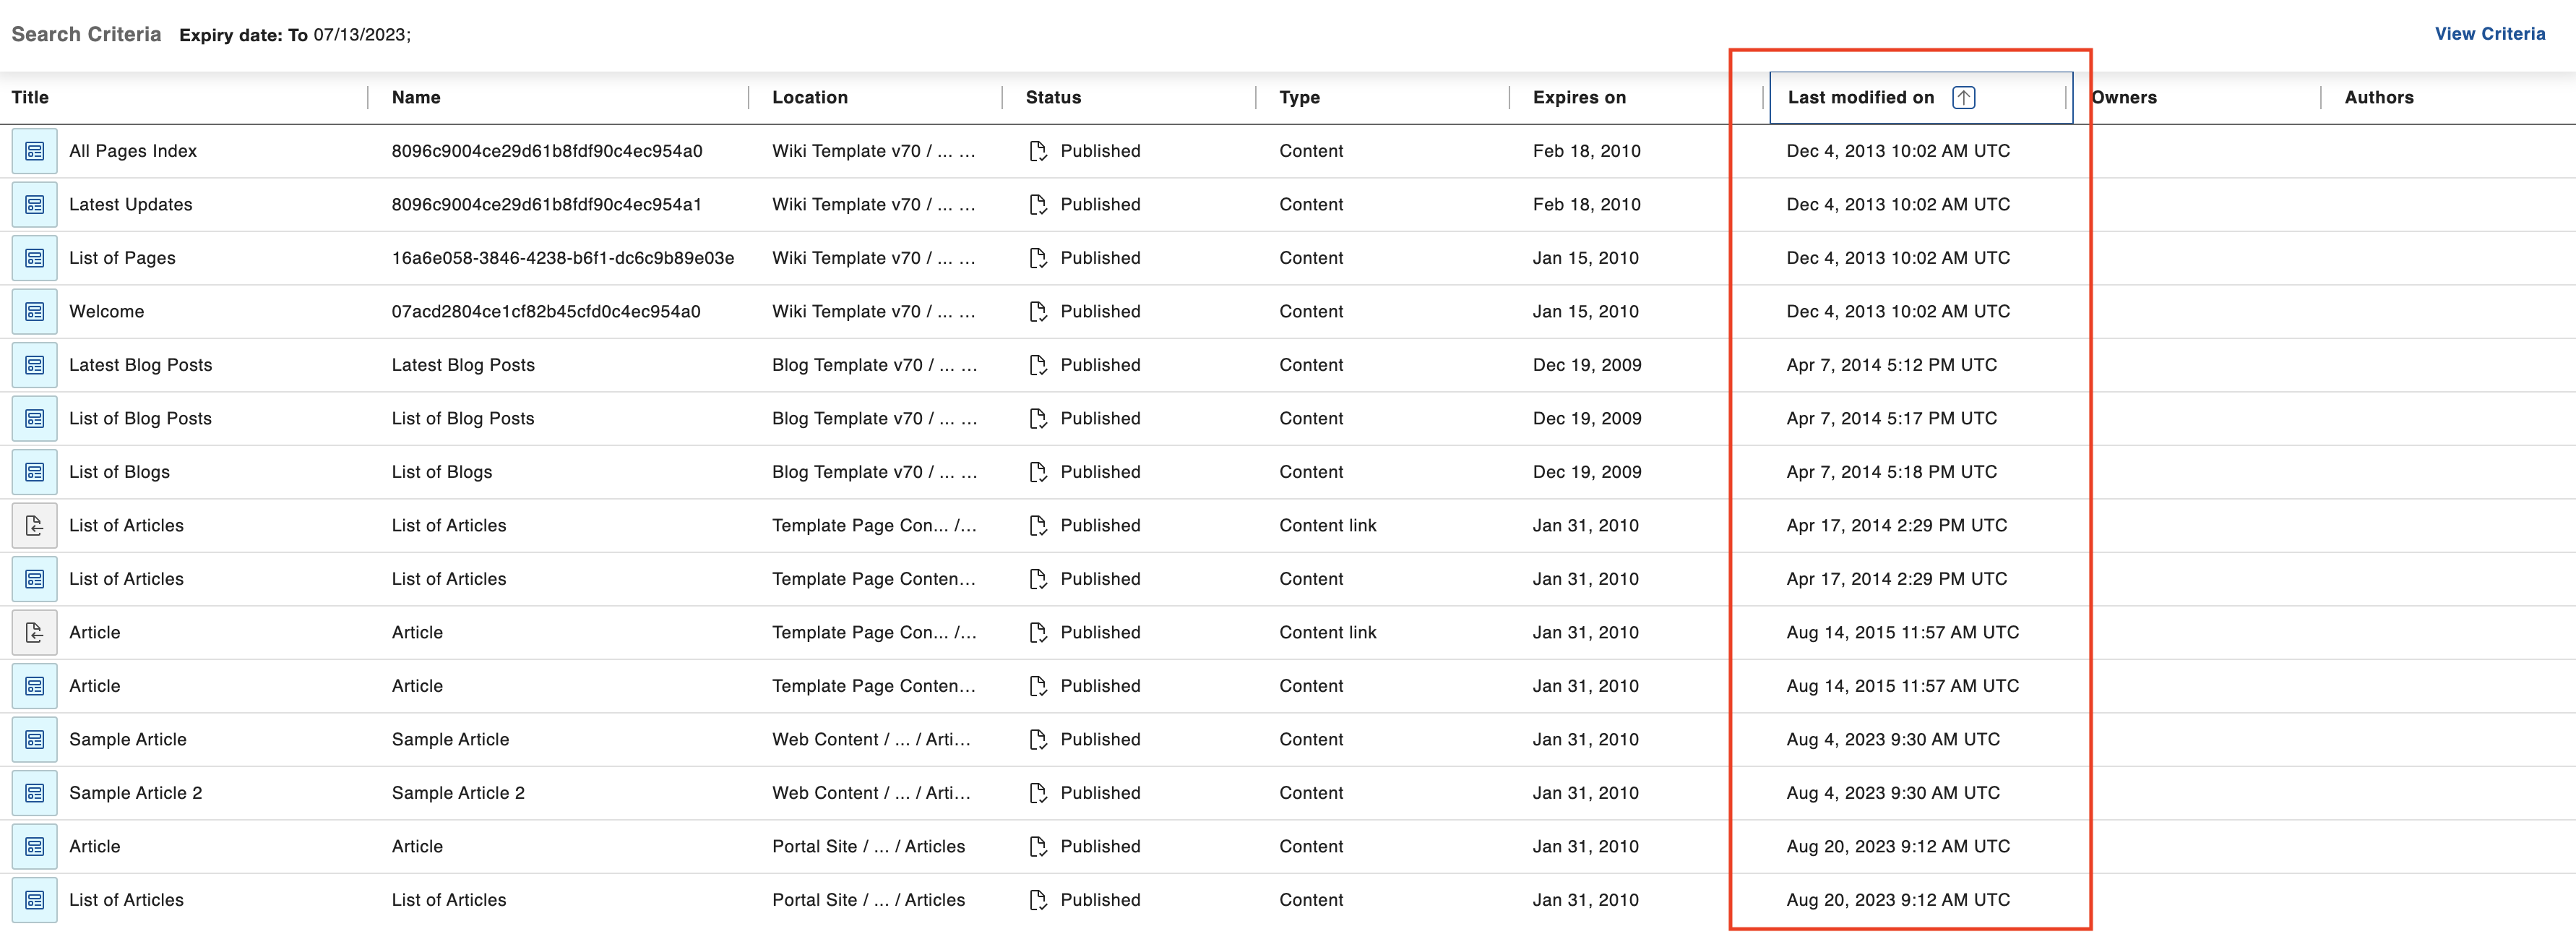 Search Criteria Expiry date: To 07/13/2023; View Criteria
Title Name Location Status Type Expires on Last modified on Owners Authors
All Pages Index 8096c9004ce29d61b8fdf90c4ec954a0 Wiki Template v70 / ... ... Published Content Feb 18, 2010 Dec 4, 2013 10:02 AM UTC
Latest Updates 8096c9004ce29d61b8fdf90c4ec954a1 Wiki Template v70 / ... ... Published Content Feb 18, 2010 Dec 4, 2013 10:02 AM UTC
List of Pages 16a6e058-3846-4238-b6f1-dc6c9b89e03e Wiki Template v70 / ... ... Published Content Jan 15, 2010 Dec 4, 2013 10:02 AM UTC
Welcome 07acd2804ce1cf82b45cfd0c4ec954a0 Wiki Template v70 / ... ... Published Content Jan 15, 2010 Dec 4, 2013 10:02 AM UTC
Latest Blog Posts Latest Blog Posts Blog Template v70 / ... ... Published Content Dec 19, 2009 Apr 7, 2014 5:12 PM UTC
List of Blog Posts List of Blog Posts Blog Template v70 / ... ... Published Content Dec 19, 2009 Apr 7, 2014 5:17 PM UTC
List of Blogs List of Blogs Blog Template v70 / ... ... Published Content Dec 19, 2009 Apr 7, 2014 5:18 PM UTC
List of Articles List of Articles Template Page Con... /... Published Content link Jan 31, 2010 Apr 17, 2014 2:29 PM UTC
List of Articles List of Articles Template Page Conten... Published Content Jan 31, 2010 Apr 17, 2014 2:29 PM UTC
Article Article Template Page Con... /... Published Content link Jan 31, 2010 Aug 14, 2015 11:57 AM UTC
Article Article Template Page Conten... Published Content Jan 31, 2010 Aug 14, 2015 11:57 AM UTC
Sample Article Sample Article Web Content / ... / Arti... Published Content Jan 31, 2010 Aug 4, 2023 9:30 AM UTC
Sample Article 2 Sample Article 2 Web Content / ... / Arti... Published Content Jan 31, 2010 Aug 4, 2023 9:30 AM UTC
Article Article Portal Site / ... / Articles Published Content Jan 31, 2010 Aug 20, 2023 9:12 AM UTC
List of Articles List of Articles Portal Site / ... / Articles Published Content Jan 31, 2010 Aug 20, 2023 9:12 AM UTC